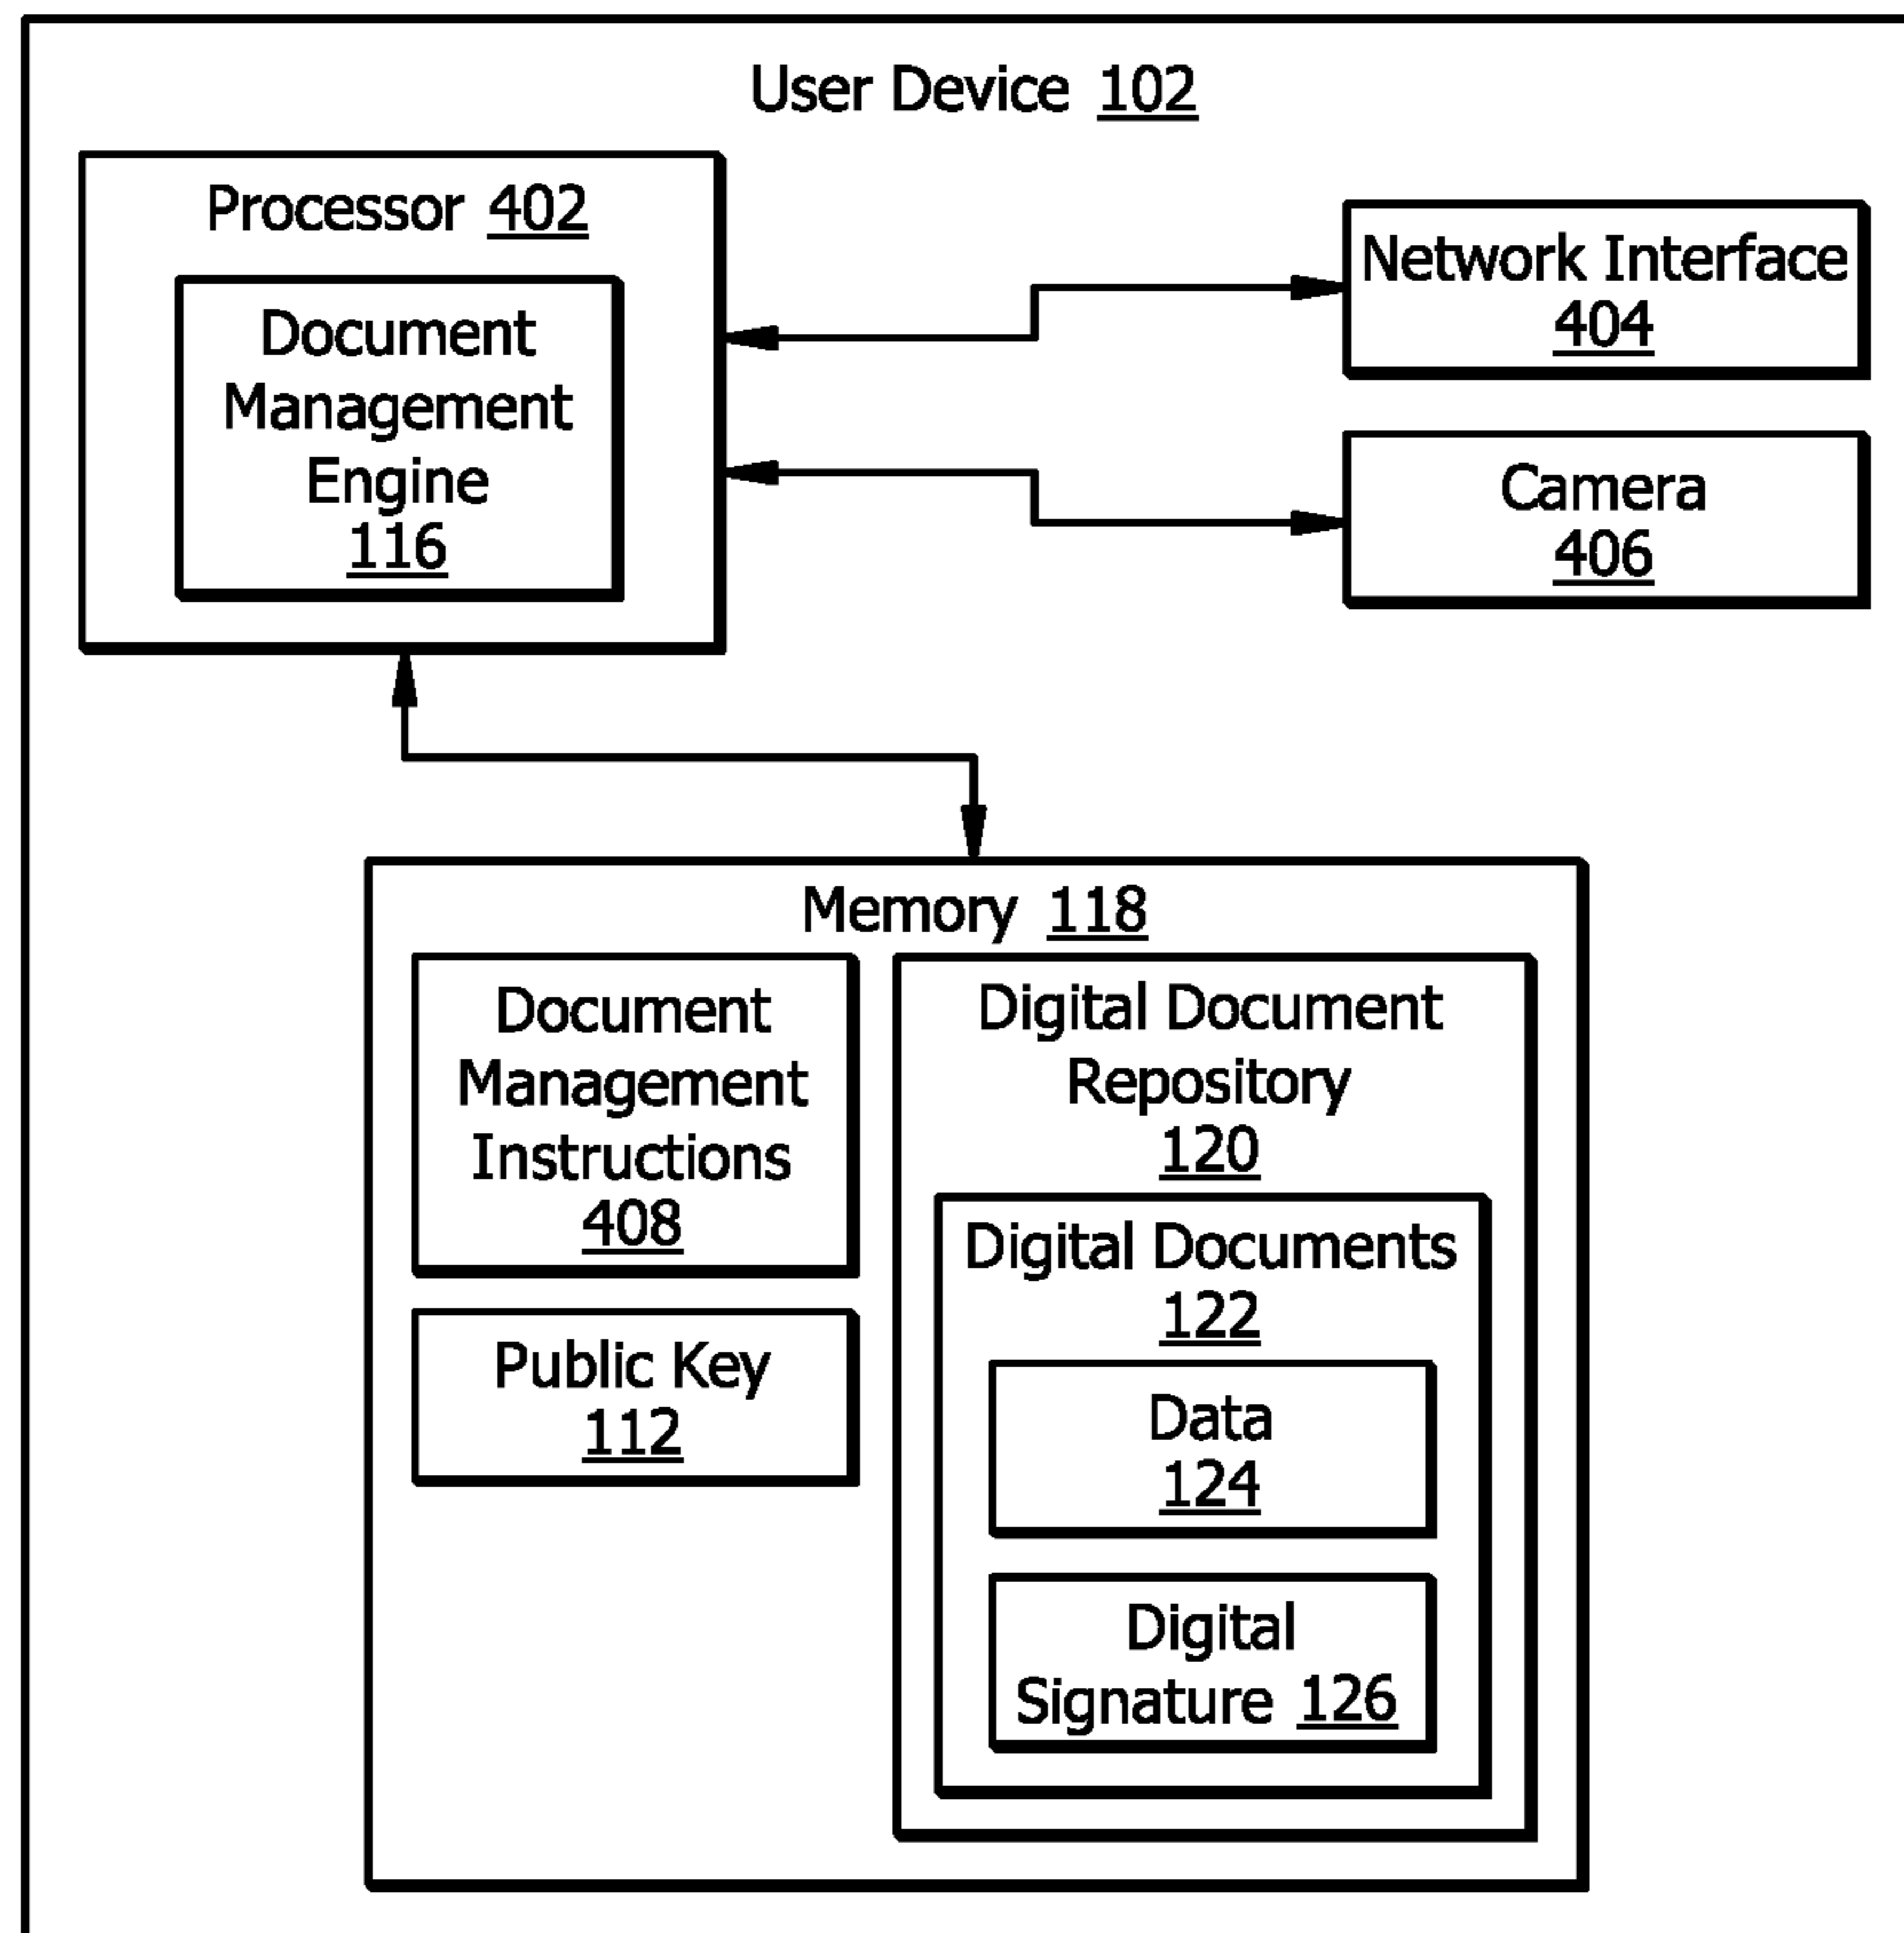 User Device 102
Processor 402
Document
Management
Engine
116
Network Interface
404
Camera
406
Memory 118
Document
Management
Instructions
408
Public Key
112
Digital Document
Repository
120
Digital Documents
122
Data
124
Digital
Signature 126